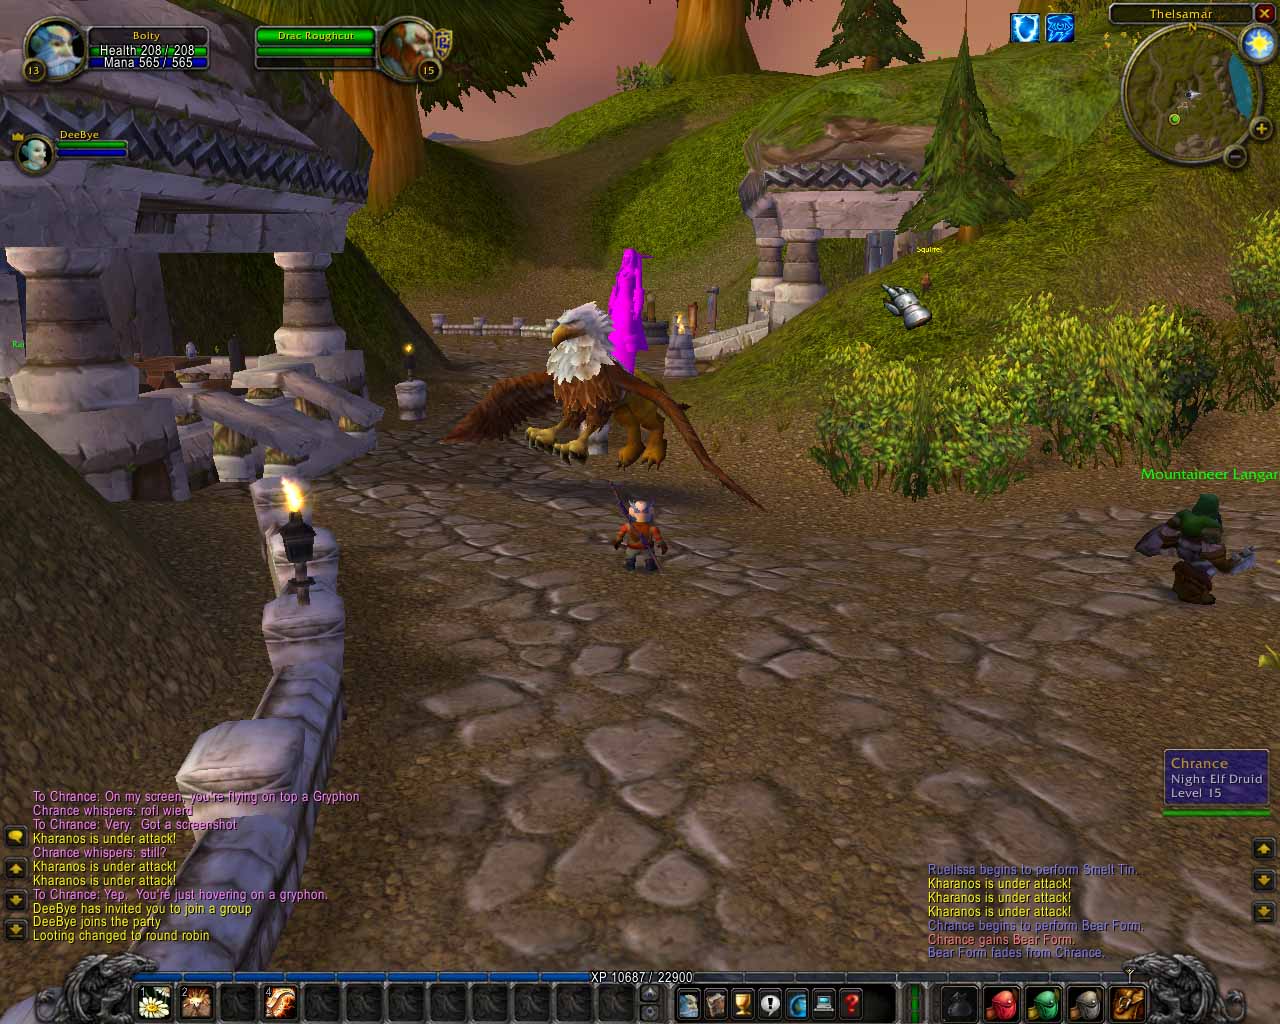 Bolty
Health 208 / 208
Mana 565 / 565
13
Drac Roughcut
15
Thelsamar
N
DeeBye
Squirrel
Mountaineer Langar
Chrance
Night Elf Druid
Level 15
To Chrance: On my screen, you're flying on top a Gryphon
Chrance whispers: rofl wierd
To Chrance: Very. Got a screenshot
Kharanos is under attack!
Chrance whispers: still?
Kharanos is under attack!
Kharanos is under attack!
To Chrance: Yep. You're just hovering on a gryphon.
DeeBye has invited you to join a group
DeeBye joins the party
Looting changed to round robin
Ruelissa begins to perform Smelt Tin.
Kharanos is under attack!
Kharanos is under attack!
Kharanos is under attack!
Chrance begins to perform Bear Form.
Chrance gains Bear Form.
Bear Form fades from Chrance.
XP 10687 / 22900
1
2
4